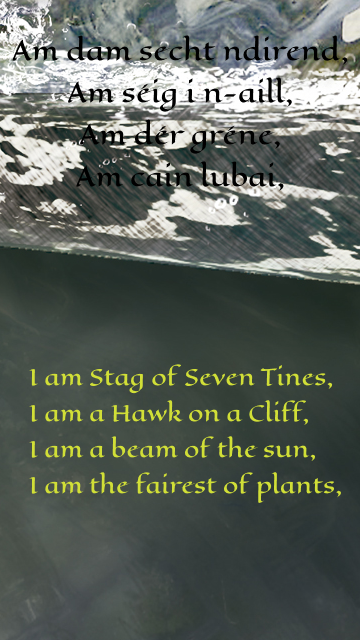 Am dam secht ndirend,
Am séig i n-aill,
Am dér gréne,
Am cain lubai,
I am Stag of Seven Tines,
I am a Hawk on a Cliff,
I am a beam of the sun,
I am the fairest of plants,